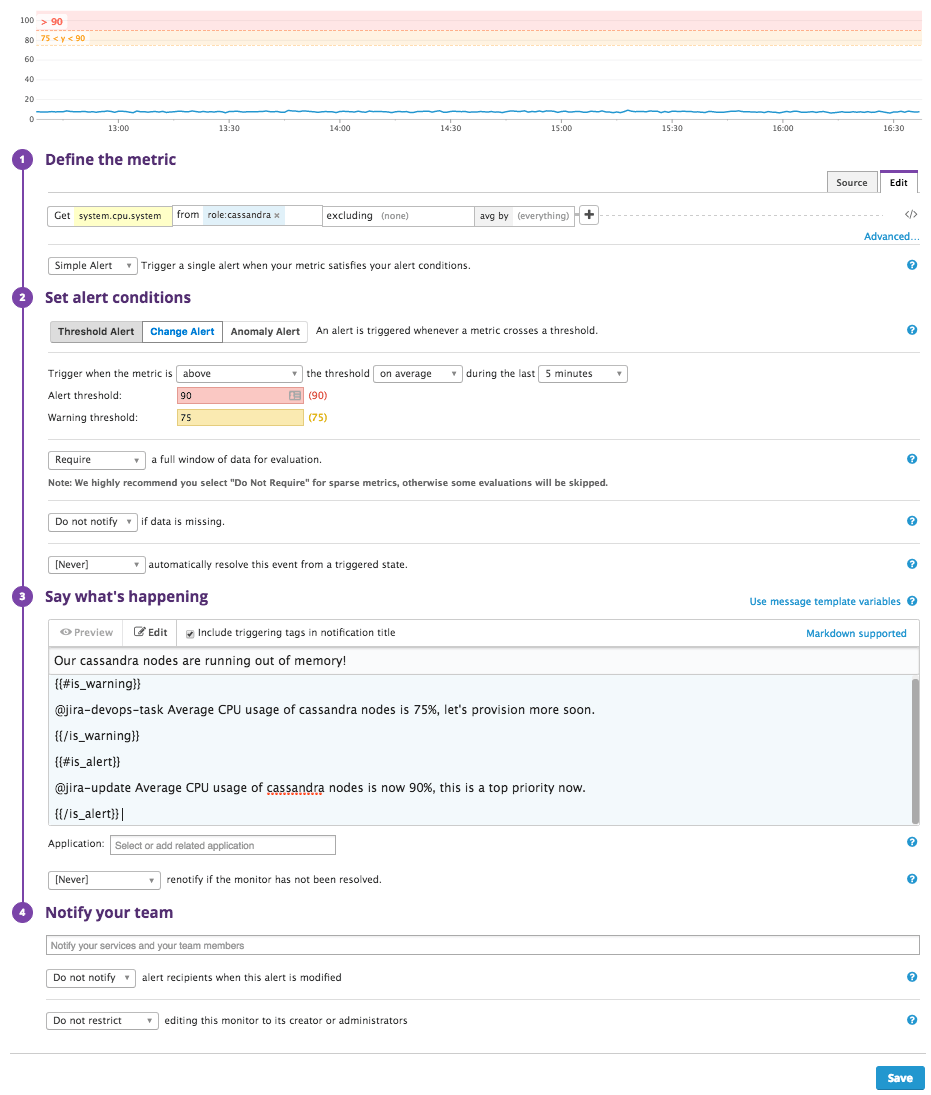 100
> 90
80
75 < y < 90
60
40
20
0
13:00 13:30 14:00 14:30 15:00 15:30 16:00 16:30
1 Define the metric
Source Edit
Get system.cpu.system from role:cassandra × excluding (none) avg by (everything) + </>
Advanced...
Simple Alert ▾ Trigger a single alert when your metric satisfies your alert conditions. ?
2 Set alert conditions
Threshold Alert Change Alert Anomaly Alert An alert is triggered whenever a metric crosses a threshold. ?
Trigger when the metric is above ▾ the threshold on average ▾ during the last 5 minutes ▾
Alert threshold: 90 (90)
Warning threshold: 75 (75)
Require ▾ a full window of data for evaluation. ?
Note: We highly recommend you select "Do Not Require" for sparse metrics, otherwise some evaluations will be skipped.
Do not notify ▾ if data is missing. ?
[Never] ▾ automatically resolve this event from a triggered state. ?
3 Say what's happening
Use message template variables ?
Preview Edit Include triggering tags in notification title Markdown supported
Our cassandra nodes are running out of memory!
{{#is_warning}}
@jira-devops-task Average CPU usage of cassandra nodes is 75%, let's provision more soon.
{{/is_warning}}
{{#is_alert}}
@jira-update Average CPU usage of cassandra nodes is now 90%, this is a top priority now.
{{/is_alert}}
Application: Select or add related application ?
[Never] ▾ renotify if the monitor has not been resolved. ?
4 Notify your team
Notify your services and your team members
Do not notify ▾ alert recipients when this alert is modified ?
Do not restrict ▾ editing this monitor to its creator or administrators ?
Save